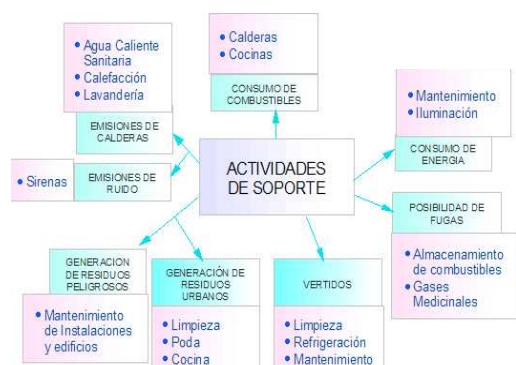 • Agua Caliente
Sanitaria
• Calefacción
• Lavandería
EMISIONES DE
CALDERAS
• Calderas
• Cocinas
CONSUMO DE
COMBUSTIBLES
• Mantenimiento
• Iluminación
CONSUMO DE
ENERGIA
• Sirenas
EMISIONES DE
RUIDO
ACTIVIDADES
DE SOPORTE
POSIBILIDAD DE
FUGAS
• Almacenamiento
de combustibles
• Gases
Medicinales
GENERACION
DE RESIDUOS
PELIGROSOS
• Mantenimiento
de Instalaciones
y edificios
GENERACIÓN DE
RESIDUOS
URBANOS
• Limpieza
• Poda
• Cocina
VERTIDOS
• Limpieza
• Refrigeración
• Mantenimiento